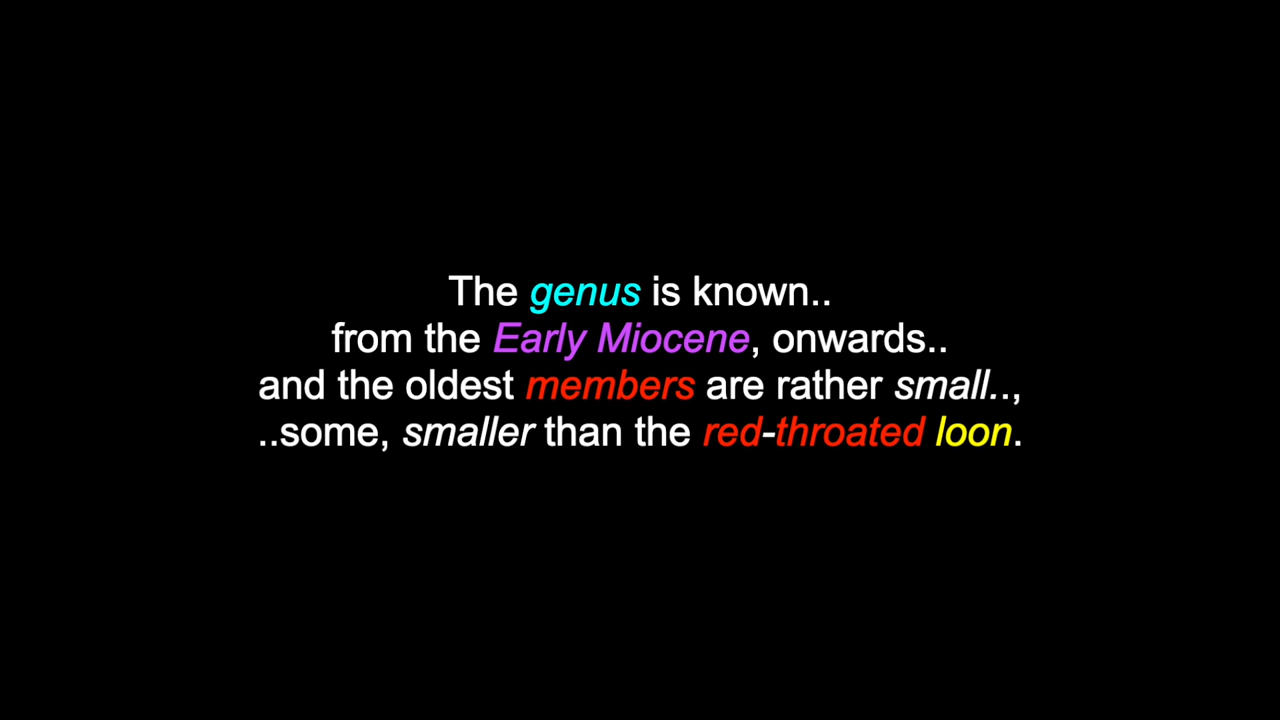 The genus is known..
from the Early Miocene, onwards..
and the oldest members are rather small..,
..some, smaller than the red-throated loon.